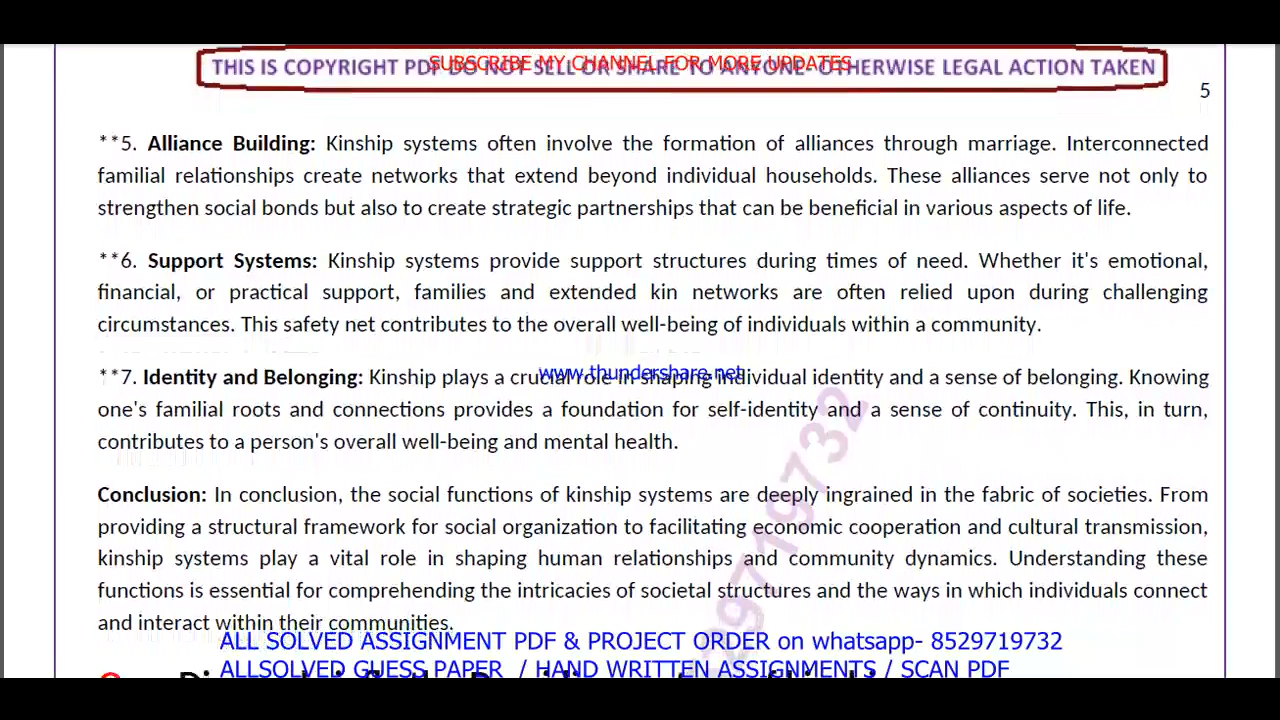 SUBSCRIBE MY CHANNEL FOR MORE UPDATES
THIS IS COPYRIGHT PDF DO NOT SELL OR SHARE TO ANYONE- OTHERWISE LEGAL ACTION TAKEN
5
**5. Alliance Building: Kinship systems often involve the formation of alliances through marriage. Interconnected
familial relationships create networks that extend beyond individual households. These alliances serve not only to
strengthen social bonds but also to create strategic partnerships that can be beneficial in various aspects of life.
**6. Support Systems: Kinship systems provide support structures during times of need. Whether it's emotional,
financial, or practical support, families and extended kin networks are often relied upon during challenging
circumstances. This safety net contributes to the overall well-being of individuals within a community.
www.thundershare.net
**7. Identity and Belonging: Kinship plays a crucial role in shaping individual identity and a sense of belonging. Knowing
one's familial roots and connections provides a foundation for self-identity and a sense of continuity. This, in turn,
contributes to a person's overall well-being and mental health.
Conclusion: In conclusion, the social functions of kinship systems are deeply ingrained in the fabric of societies. From
providing a structural framework for social organization to facilitating economic cooperation and cultural transmission,
kinship systems play a vital role in shaping human relationships and community dynamics. Understanding these
functions is essential for comprehending the intricacies of societal structures and the ways in which individuals connect
and interact within their communities.
ALL SOLVED ASSIGNMENT PDF & PROJECT ORDER on whatsapp- 8529719732
ALLSOLVED GUESS PAPER / HAND WRITTEN ASSIGNMENTS / SCAN PDF